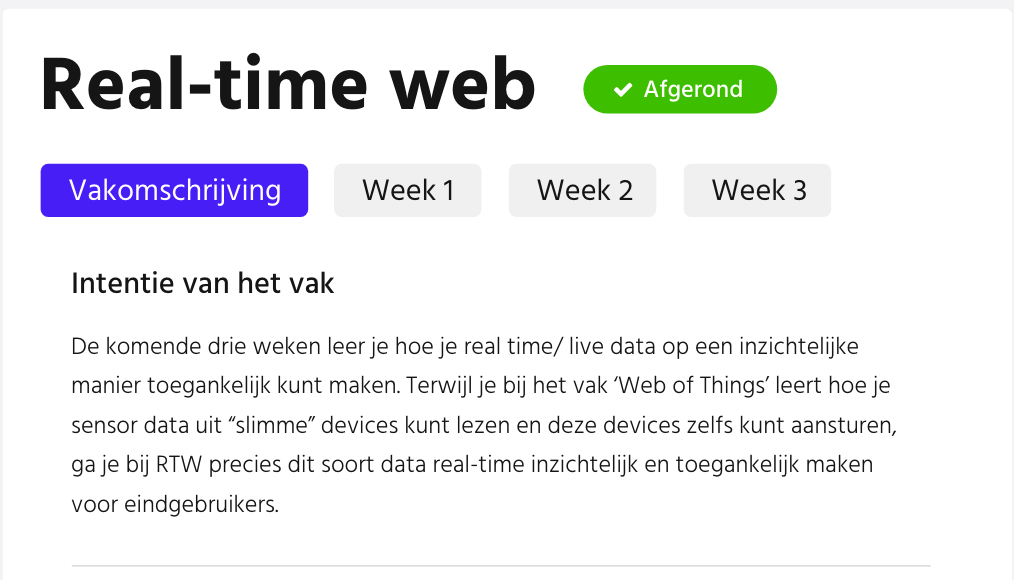 Real-time web
Afgerond
Vakomschrijving
Week 1
Week 2
Week 3
Intentie van het vak
De komende drie weken leer je hoe je real time/ live data op een inzichtelijke
manier toegankelijk kunt maken. Terwijl je bij het vak ‘Web of Things’ leert hoe je
sensor data uit “slimme” devices kunt lezen en deze devices zelfs kunt aansturen,
ga je bij RTW precies dit soort data real-time inzichtelijk en toegankelijk maken
voor eindgebruikers.